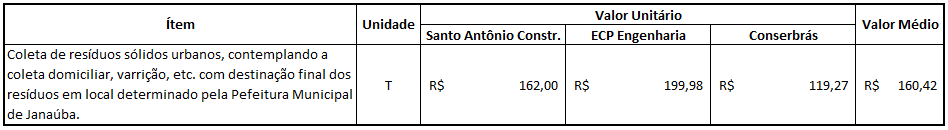 Ítem Unidade Valor Unitário Valor Médio
Santo Antônio Constr. ECP Engenharia Conserbrás
Coleta de resíduos sólidos urbanos, contemplando a
coleta domiciliar, varrição, etc. com destinação final dos
resíduos em local determinado pela Pefeitura Municipal
de Janaúba.
T R$ 162,00 R$ 199,98 R$ 119,27 R$ 160,42